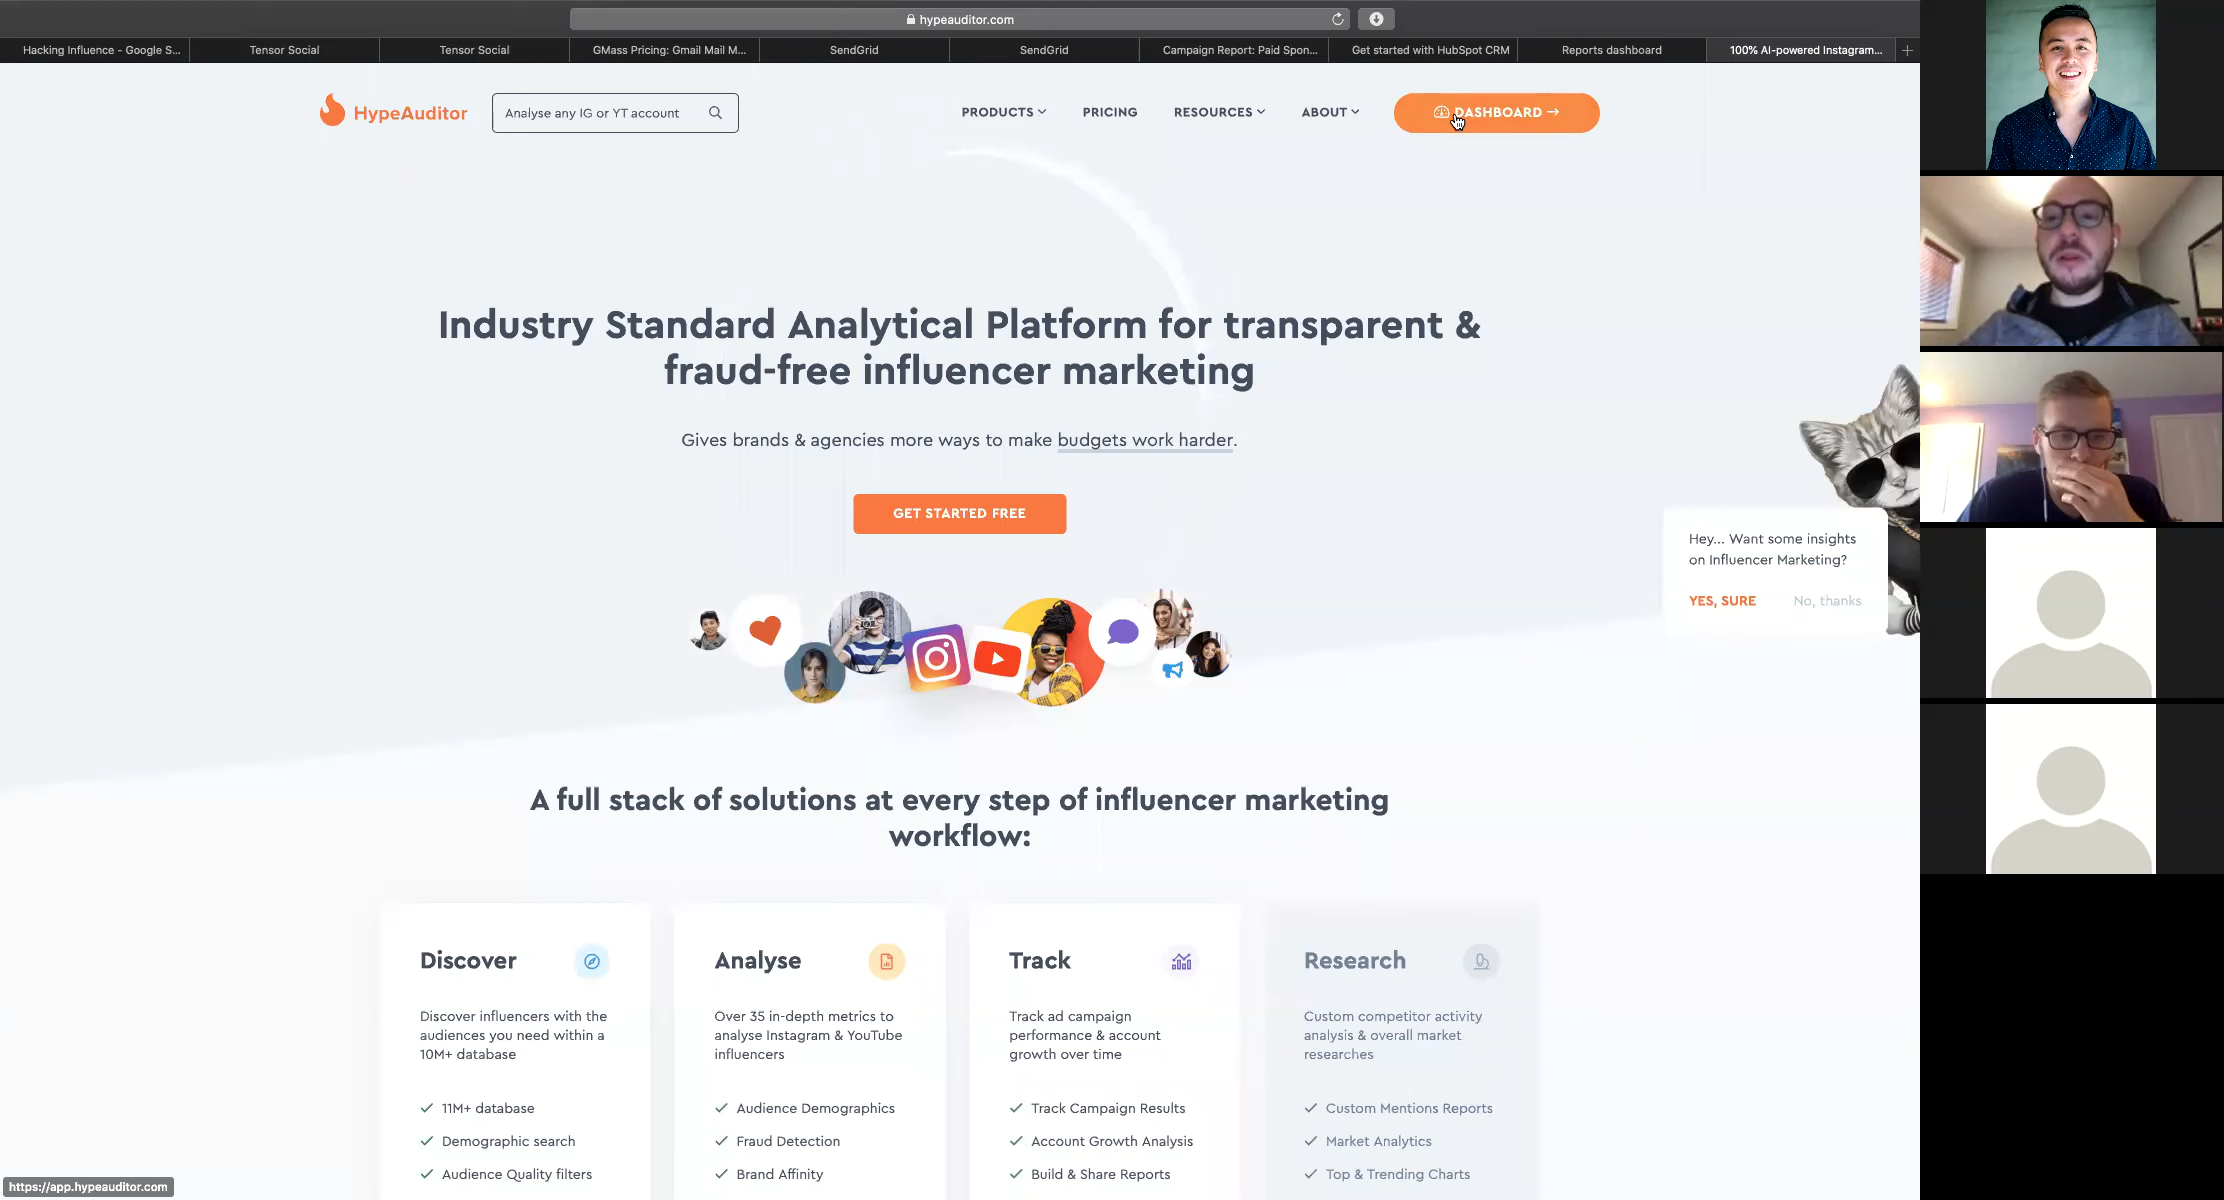 hypeauditor.com
Hacking Influence - Google S...
Tensor Social
Tensor Social
GMass Pricing: Gmail Mail M...
SendGrid
SendGrid
Campaign Report: Paid Spon...
Get started with HubSpot CRM
Reports dashboard
100% AI-powered Instagram...
HypeAuditor
Analyse any IG or YT account
PRODUCTS
PRICING
RESOURCES
ABOUT
DASHBOARD →
Industry Standard Analytical Platform for transparent &
fraud-free influencer marketing
Gives brands & agencies more ways to make budgets work harder.
GET STARTED FREE
Hey... Want some insights
on Influencer Marketing?
YES, SURE
No, thanks
A full stack of solutions at every step of influencer marketing
workflow:
Discover
Discover influencers with the
audiences you need within a
10M+ database
11M+ database
Demographic search
Audience Quality filters
Analyse
Over 35 in-depth metrics to
analyse Instagram & YouTube
influencers
Audience Demographics
Fraud Detection
Brand Affinity
Track
Track ad campaign
performance & account
growth over time
Track Campaign Results
Account Growth Analysis
Build & Share Reports
Research
Custom competitor activity
analysis & overall market
researches
Custom Mentions Reports
Market Analytics
Top & Trending Charts
https://app.hypeauditor.com